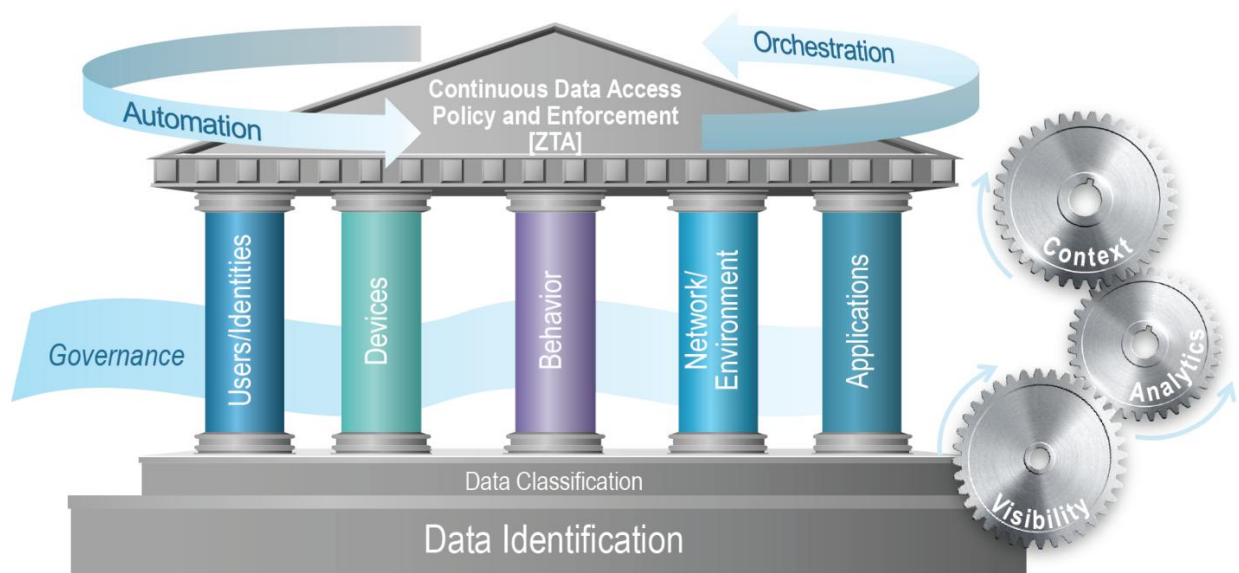 Orchestration
Automation
Continuous Data Access
Policy and Enforcement
[ZTA]
Governance
Users/Identities
Devices
Behavior
Network/
Environment
Applications
Context
Analytics
Visibility
Data Classification
Data Identification